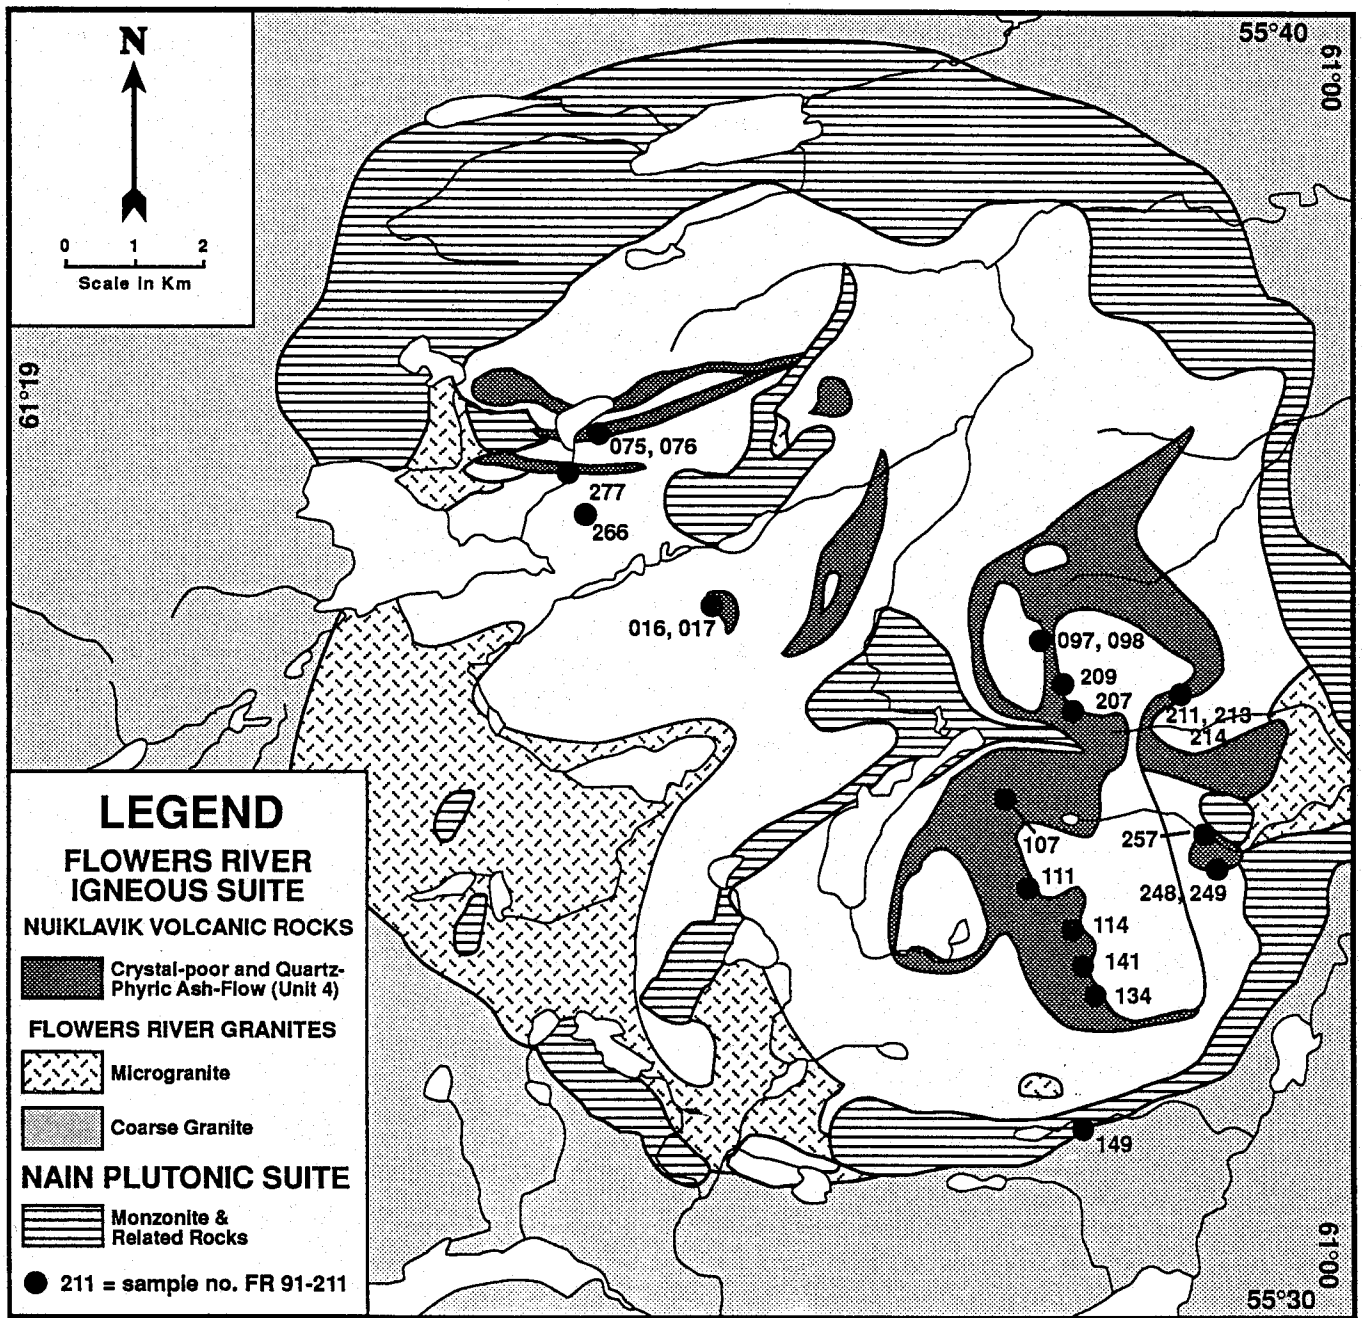 N
0 1 2
Scale In Km
55°40
61°00
61°19
075, 076
277
266
016, 017
097, 098
209
207
211, 213
214
107
257
111
248, 249
114
141
134
149
LEGEND
FLOWERS RIVER
IGNEOUS SUITE
NUIKLAVIK VOLCANIC ROCKS
Crystal-poor and Quartz-
Phyric Ash-Flow (Unit 4)
FLOWERS RIVER GRANITES
Microgranite
Coarse Granite
NAIN PLUTONIC SUITE
Monzonite &
Related Rocks
211 = sample no. FR 91-211
61°00
55°30